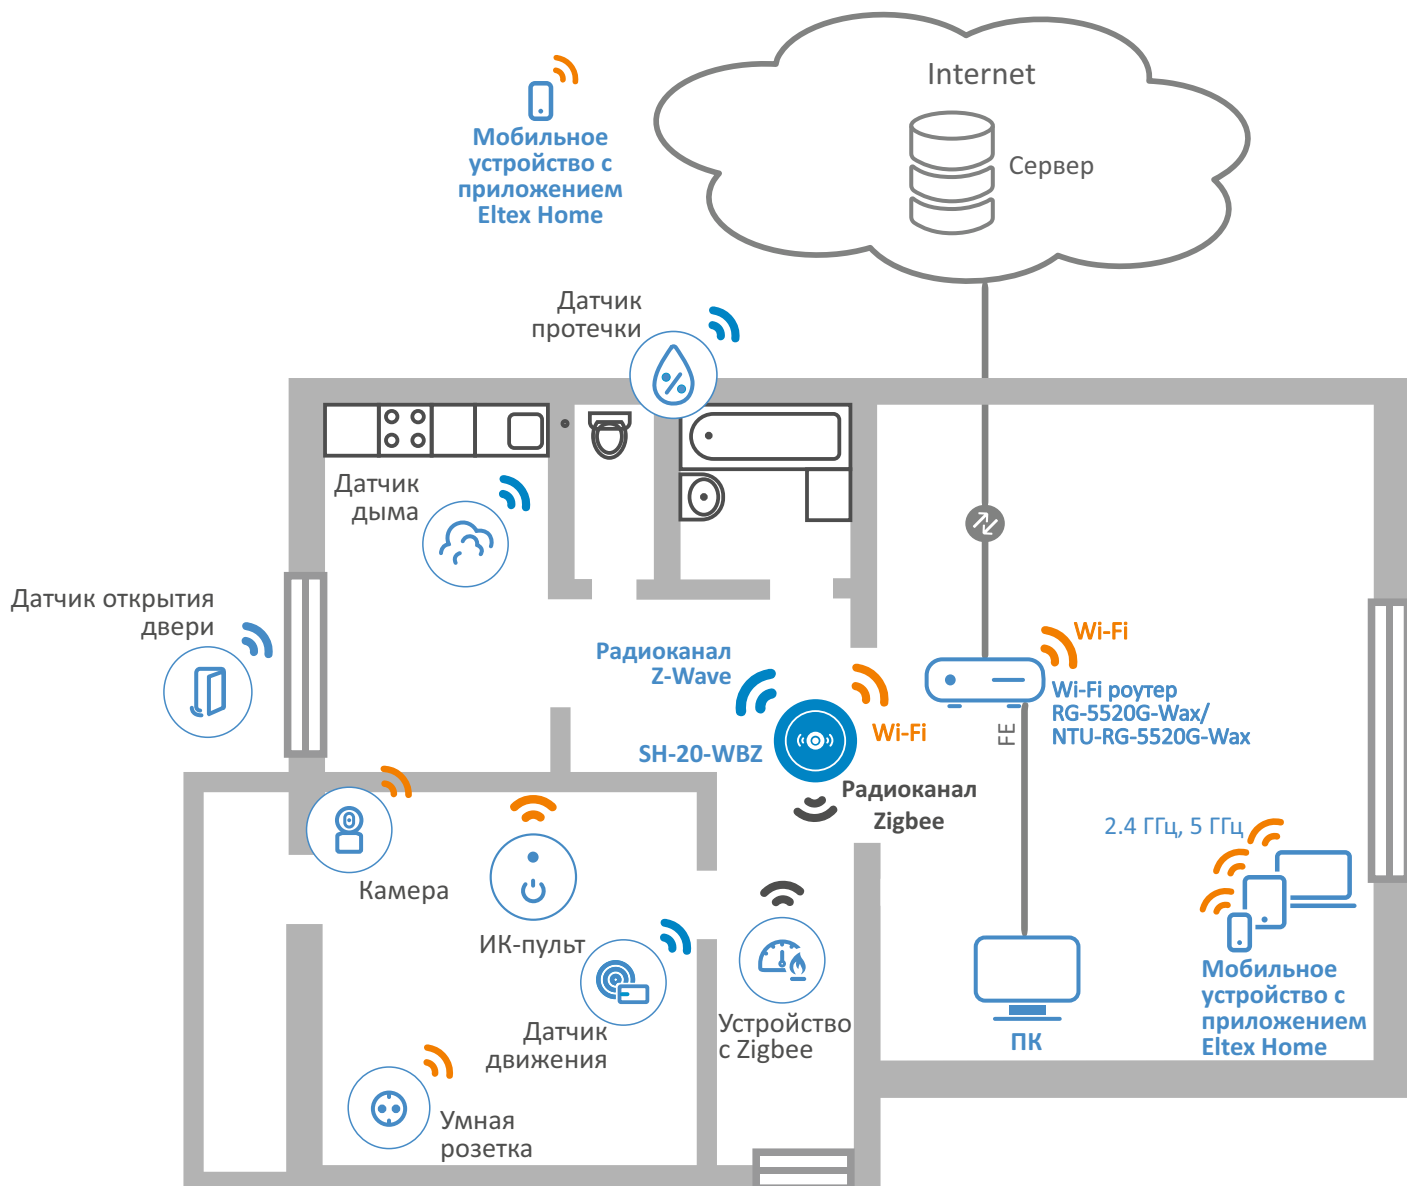 Internet
Сервер
Мобильное
устройство с
приложением
Eltex Home
Датчик
протечки
Датчик
дыма
Датчик открытия
двери
Радиоканал
Z-Wave
Wi-Fi
SH-20-WBZ
Радиоканал
Zigbee
Wi-Fi
Wi-Fi роутер
RG-5520G-Wax/
NTU-RG-5520G-Wax
FE
2.4 ГГц, 5 ГГц
Камера
ИК-пульт
Датчик
движения
Устройство
с Zigbee
ПК
Мобильное
устройство с
приложением
Eltex Home
Умная
розетка